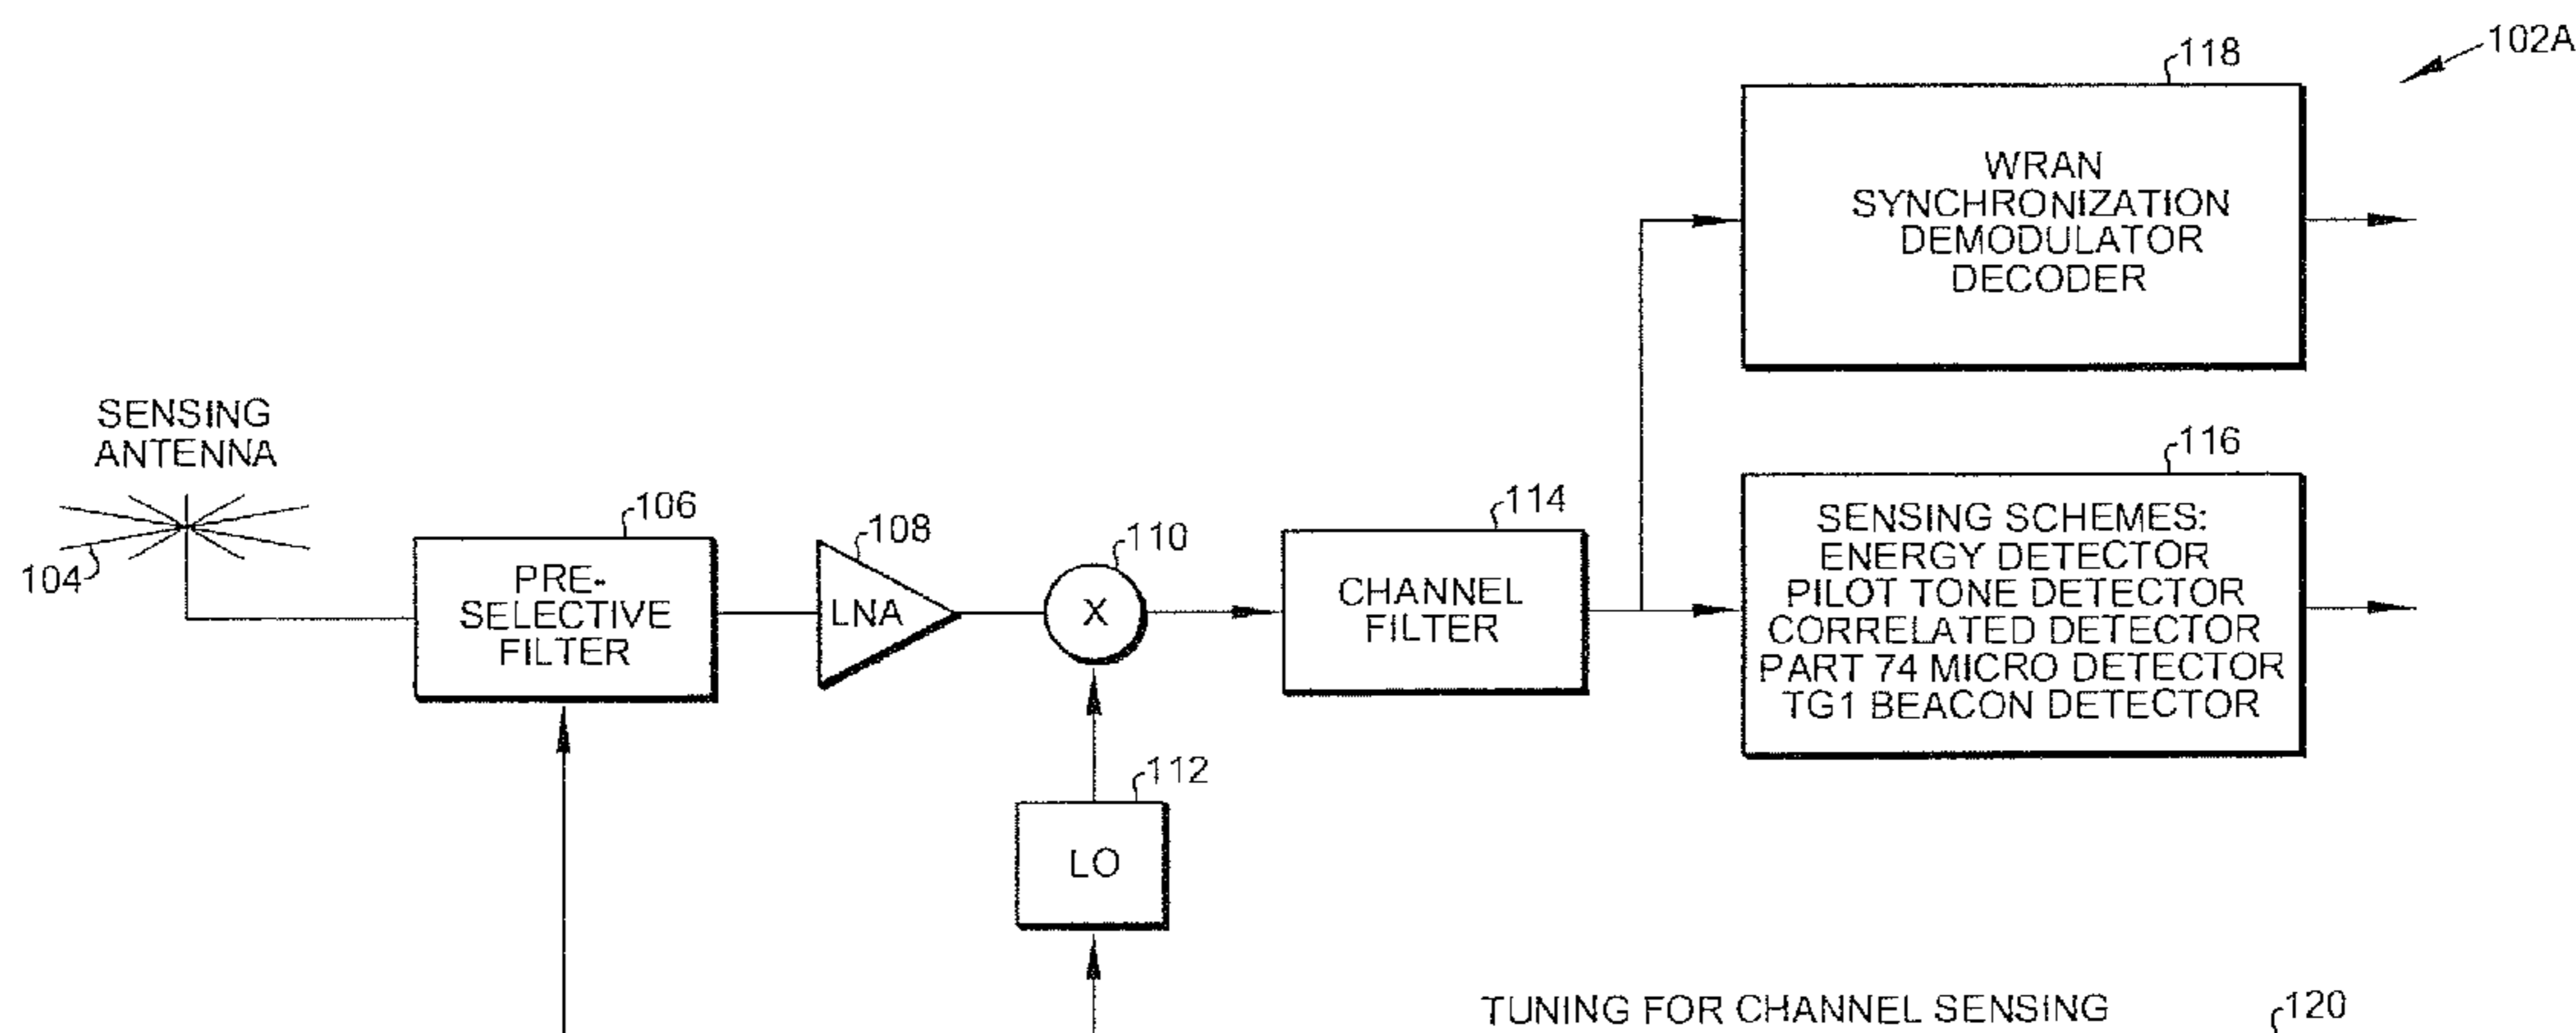 102A
118
WRAN
SYNCHRONIZATION
DEMODULATOR
DECODER
SENSING
ANTENNA
104
106
PRE-
SELECTIVE
FILTER
108
LNA
110
X
112
LO
114
CHANNEL
FILTER
116
SENSING SCHEMES:
ENERGY DETECTOR
PILOT TONE DETECTOR
CORRELATED DETECTOR
PART 74 MICRO DETECTOR
TG1 BEACON DETECTOR
TUNING FOR CHANNEL SENSING
120